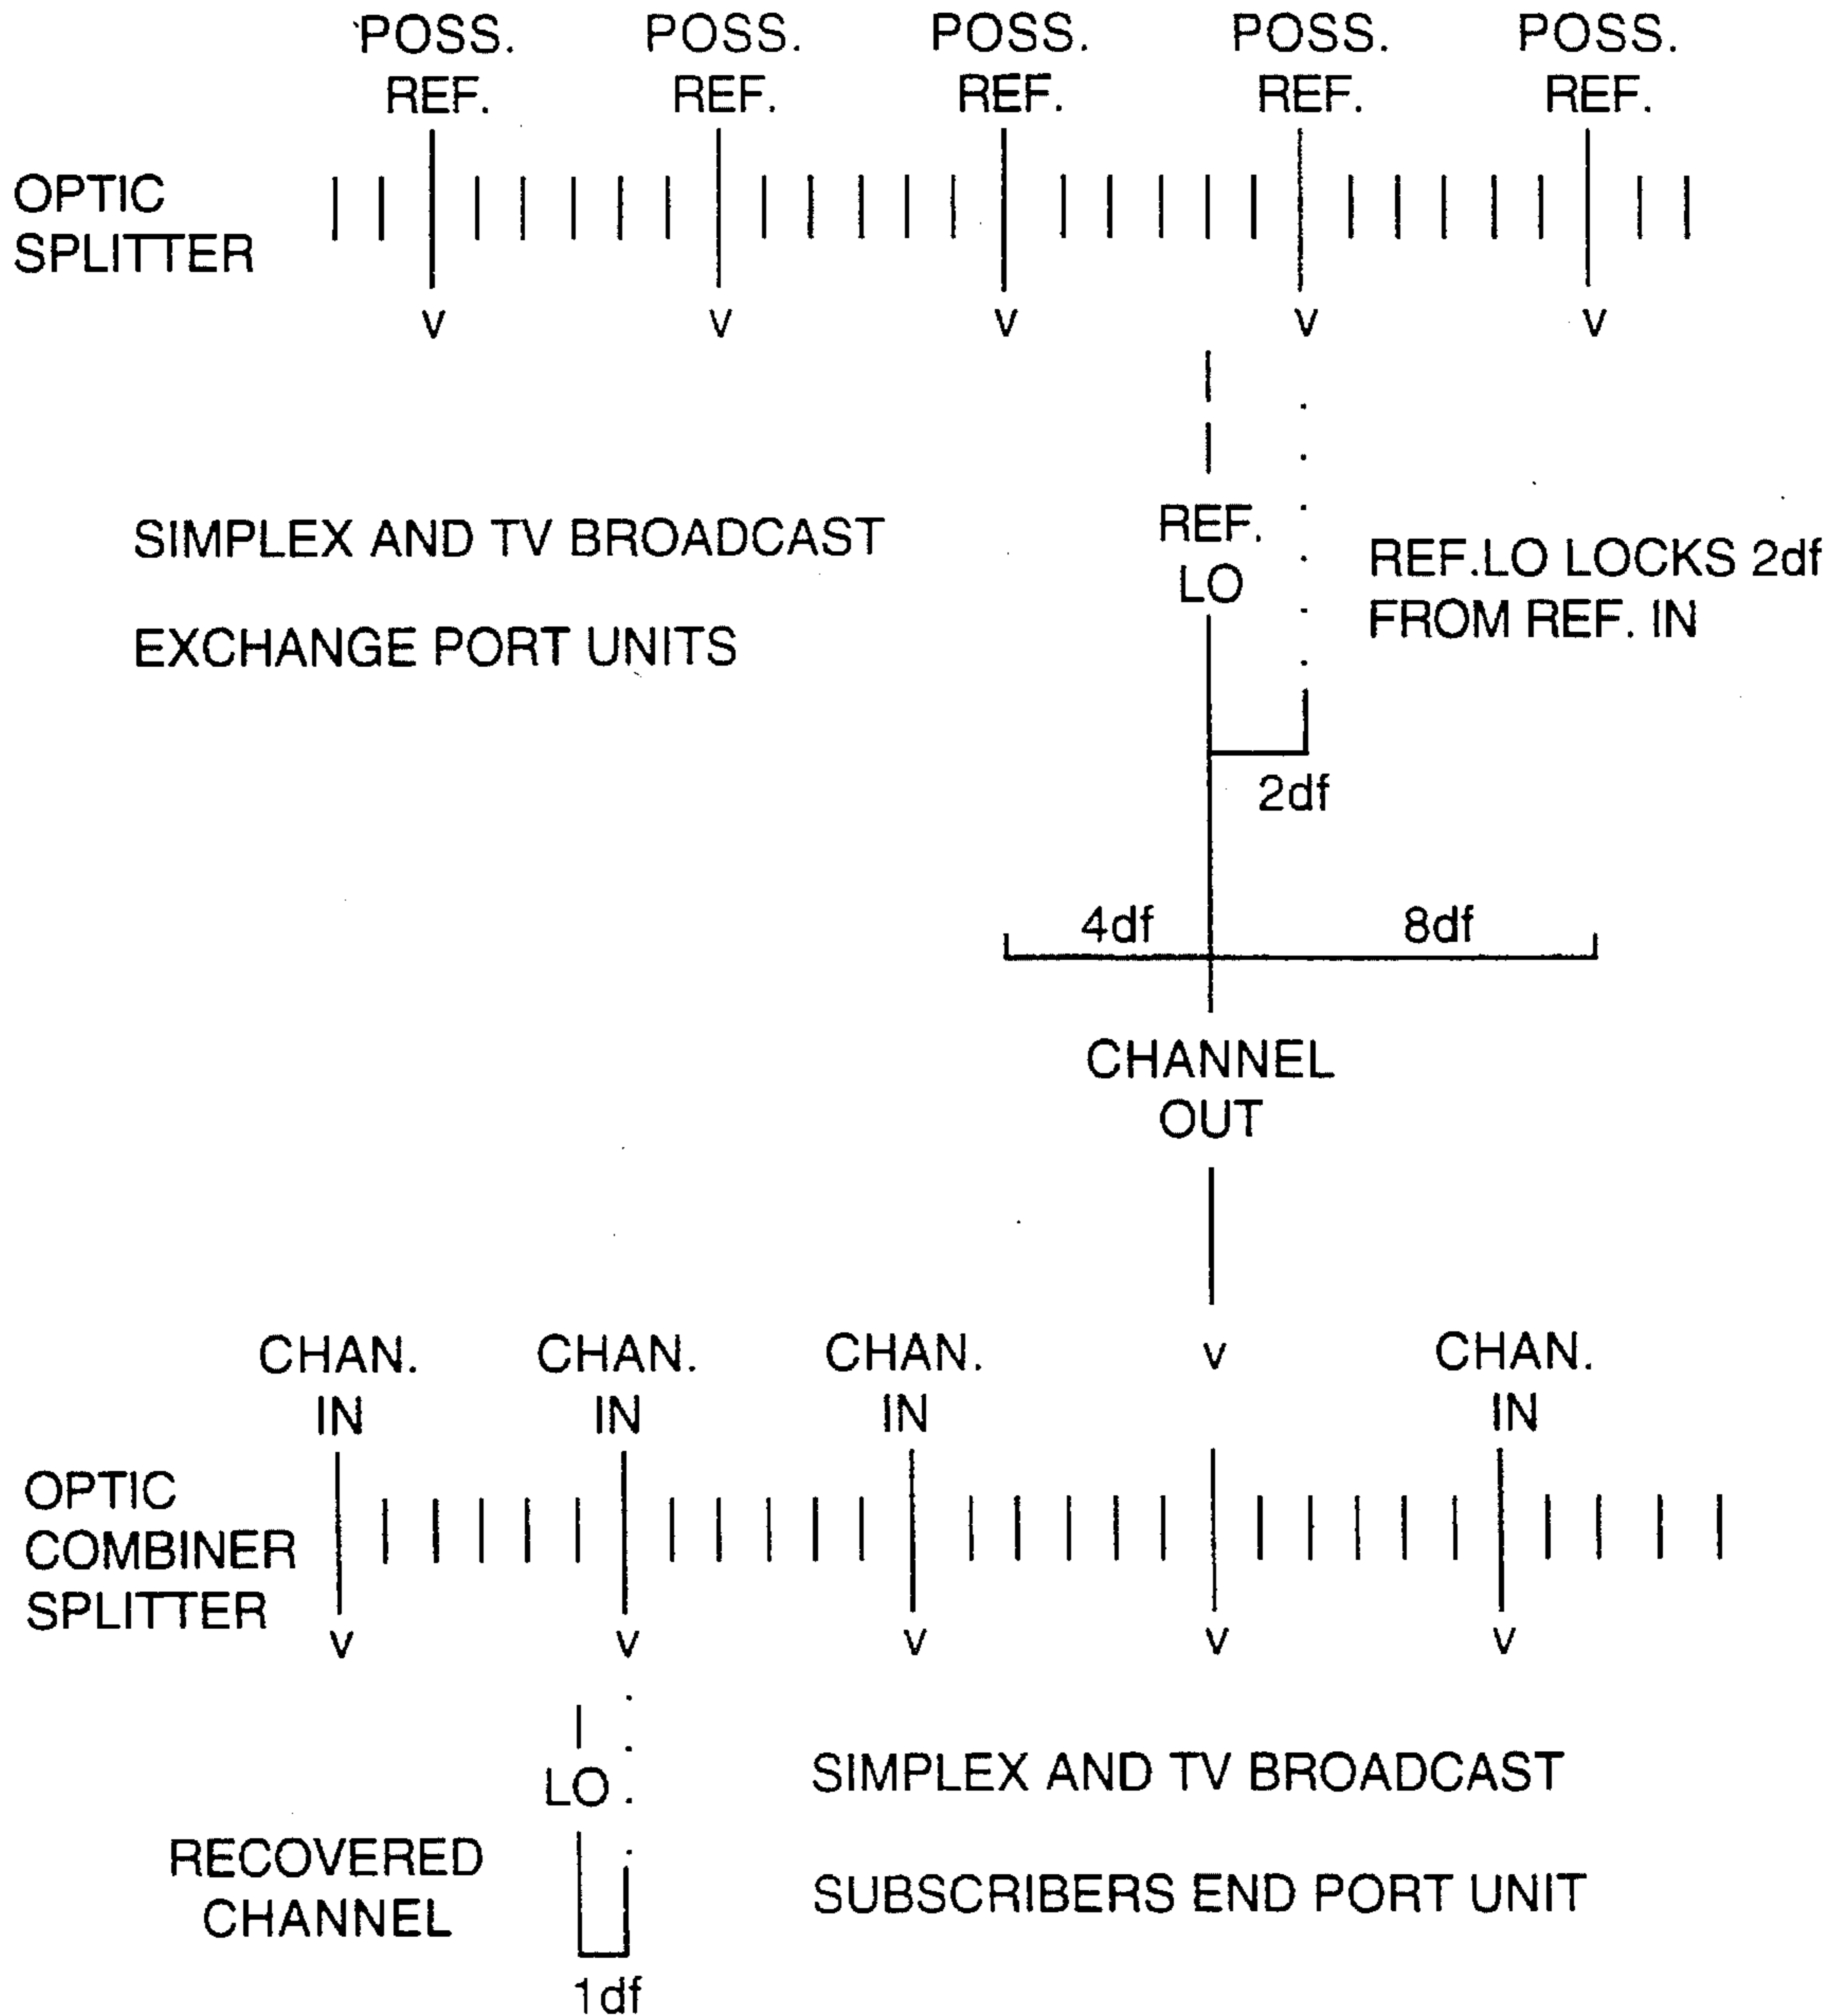 POSS. POSS. POSS. POSS. POSS.
REF. REF. REF. REF. REF.
OPTIC
SPLITTER
v v v v v
SIMPLEX AND TV BROADCAST
EXCHANGE PORT UNITS
REF.
LO
REF.LO LOCKS 2df
FROM REF. IN
2df
4df 8df
CHANNEL
OUT
v
CHAN. CHAN. CHAN. CHAN.
IN IN IN IN
OPTIC
COMBINER
SPLITTER
v v v v v
LO
RECOVERED
CHANNEL
1df
SIMPLEX AND TV BROADCAST
SUBSCRIBERS END PORT UNIT